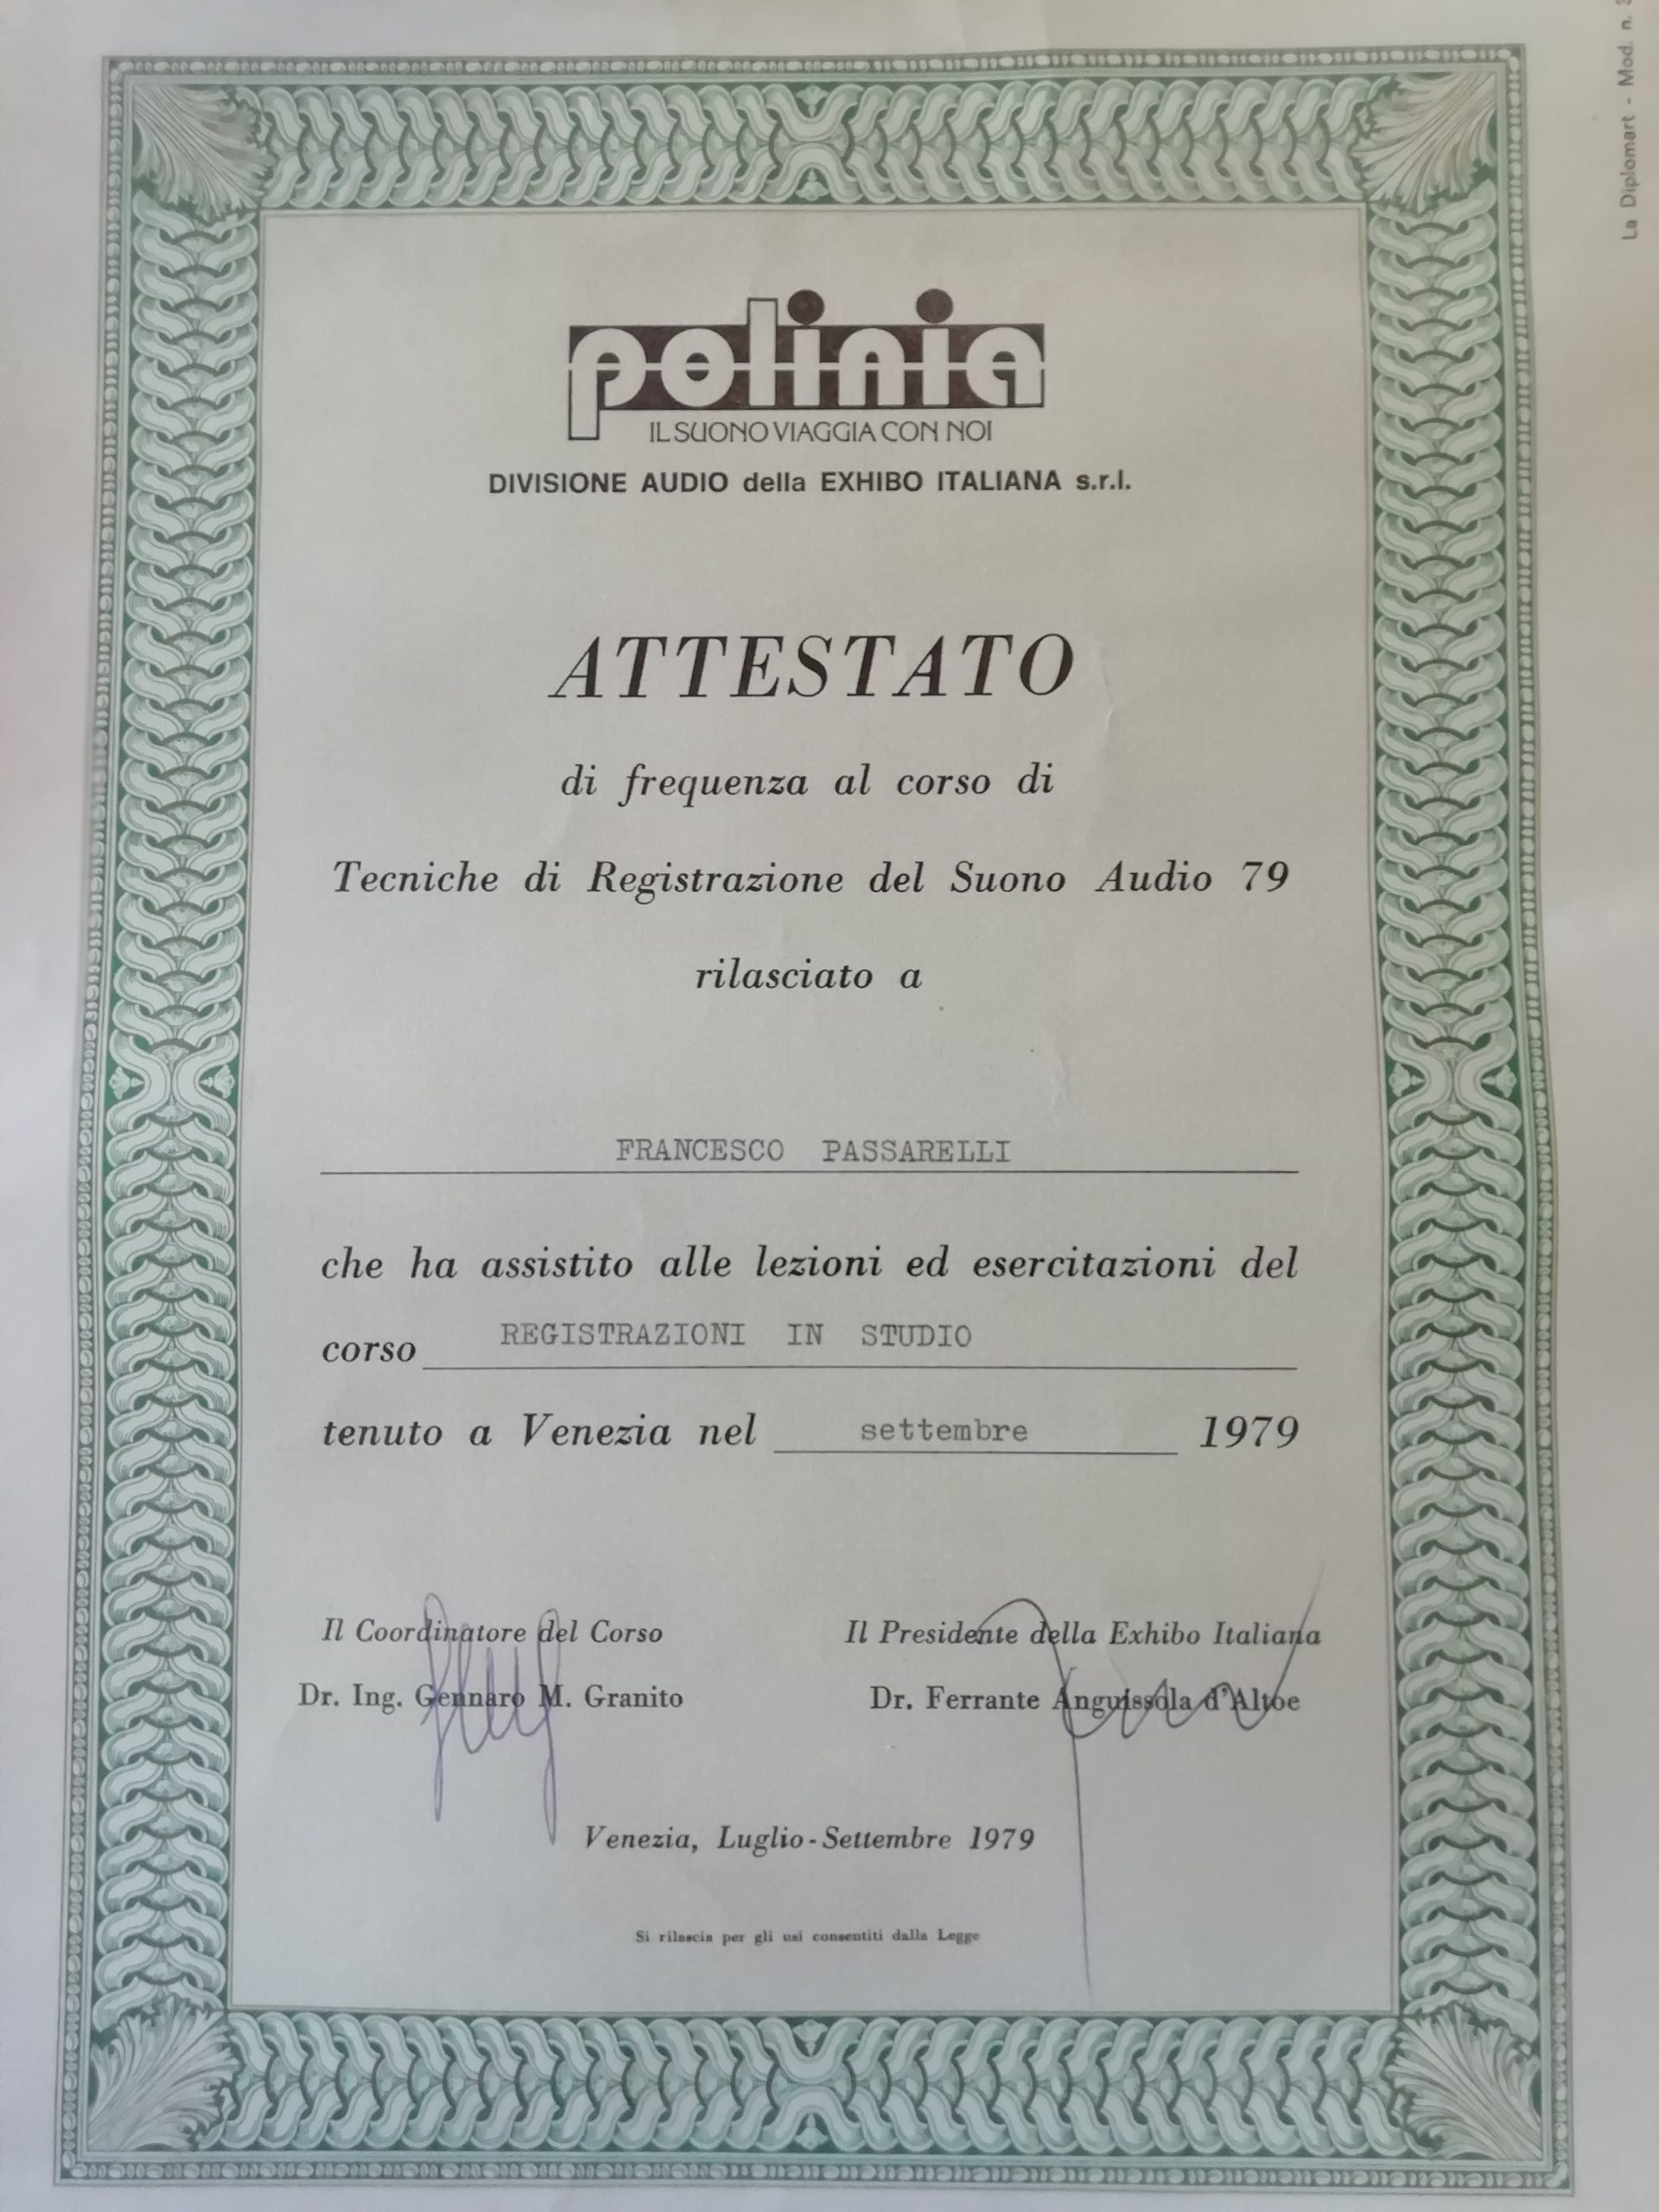 La Diplomart - Mod. n.
polinia
IL SUONO VIAGGIA CON NOI
DIVISIONE AUDIO della EXHIBO ITALIANA s.r.l.
ATTESTATO
di frequenza al corso di
Tecniche di Registrazione del Suono Audio 79
rilasciato a
FRANCESCO PASSARELLI
che ha assistito alle lezioni ed esercitazioni del
corso REGISTRAZIONI IN STUDIO
tenuto a Venezia nel settembre 1979
Il Coordinatore del Corso
Dr. Ing. Gennaro M. Granito
Il Presidente della Exhibo Italiana
Dr. Ferrante Anguissola d'Altoe
Venezia, Luglio - Settembre 1979
Si rilascia per gli usi consentiti dalla Legge